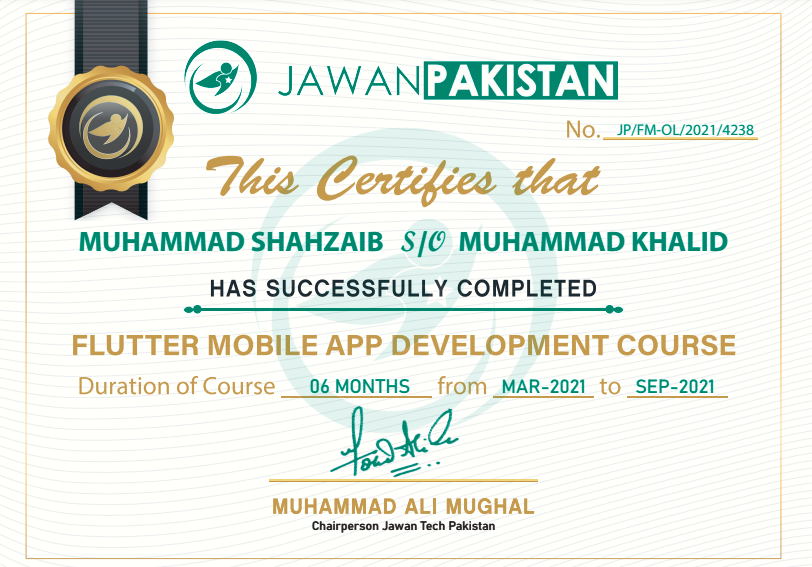 JAWANPAKISTAN
No. JP/FM-OL/2021/4238
This Certifies that
MUHAMMAD SHAHZAIB S/O MUHAMMAD KHALID
HAS SUCCESSFULLY COMPLETED
FLUTTER MOBILE APP DEVELOPMENT COURSE
Duration of Course 06 MONTHS from MAR-2021 to SEP-2021
MUHAMMAD ALI MUGHAL
Chairperson Jawan Tech Pakistan